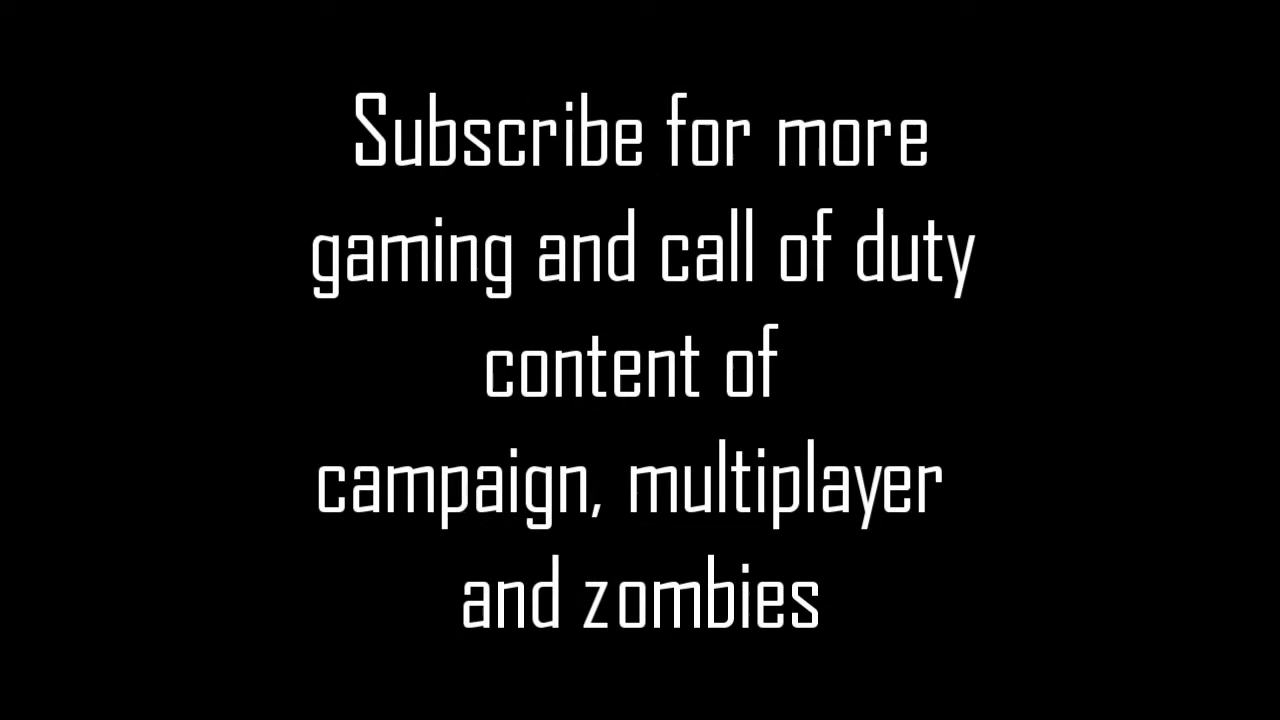 Subscribe for more
gaming and call of duty
content of
campaign, multiplayer
and zombies